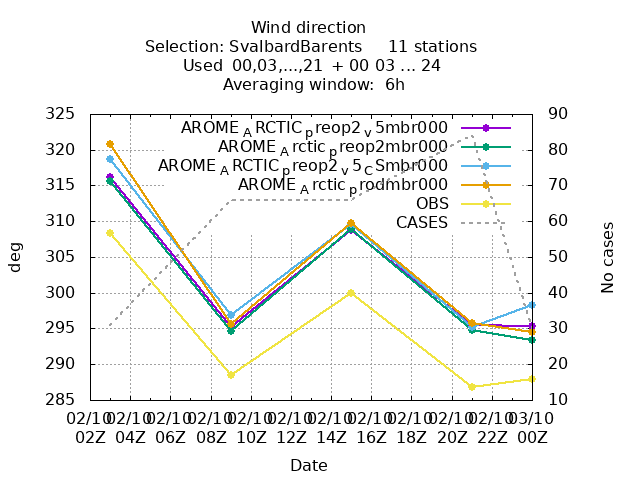 Wind direction
Selection: SvalbardBarents 11 stations
Used 00,03,...,21 + 00 03 ... 24
Averaging window: 6h
325
320
315
310
305
300
295
290
285
90
80
70
60
50
40
30
20
10
deg
No cases
AROME_ARCTIC_preop2_v5mbr000
AROME_Arctic_preop2mbr000
AROME_ARCTIC_preop2_v5_CSmbr000
AROME_Arctic_prodmbr000
OBS
CASES
02/10 02/10 02/10 02/10 02/10 02/10 02/10 02/10 02/10 02/10 02/10 03/10
02Z 04Z 06Z 08Z 10Z 12Z 14Z 16Z 18Z 20Z 22Z 00Z
Date